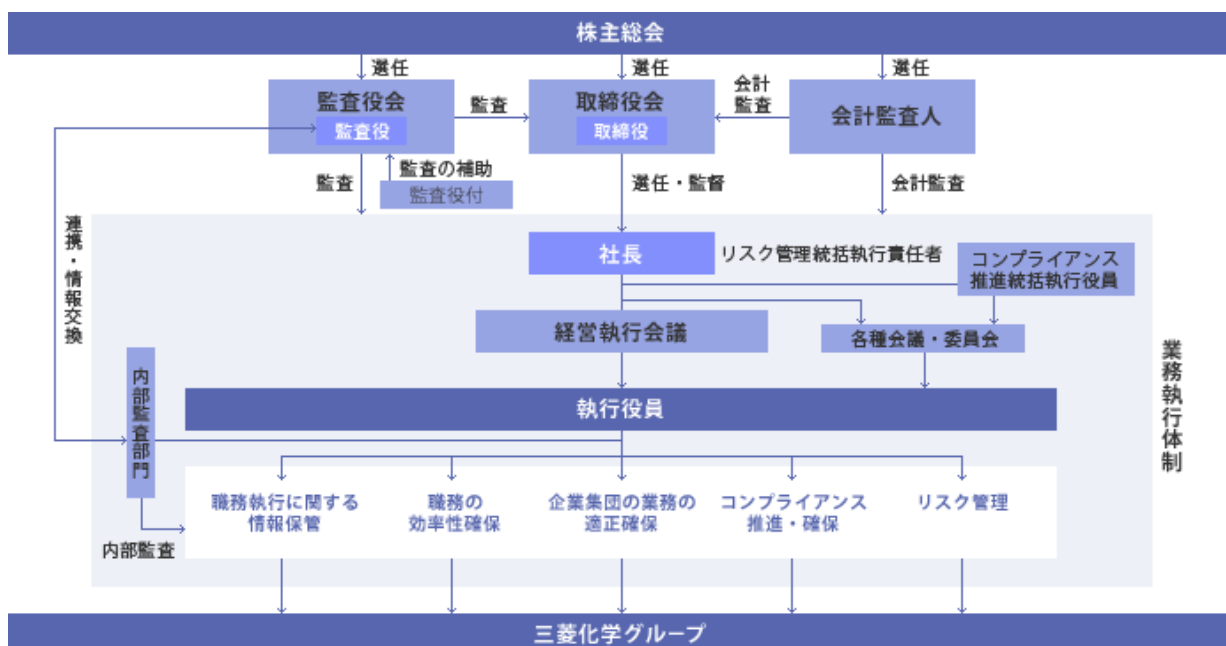 株主総会
選任
選任
選任
監査役会
監査役
監査
取締役会
取締役
会計
監査
会計監査人
監査
監査の補助
監査役付
選任・監督
会計監査
連携・情報交換
社長
リスク管理統括執行責任者
コンプライアンス
推進統括執行役員
経営執行会議
各種会議・委員会
業務執行体制
内部監査部門
執行役員
職務執行に関する
情報保管
職務の
効率性確保
企業集団の業務の
適正確保
コンプライアンス
推進・確保
リスク管理
内部監査
三菱化学グループ